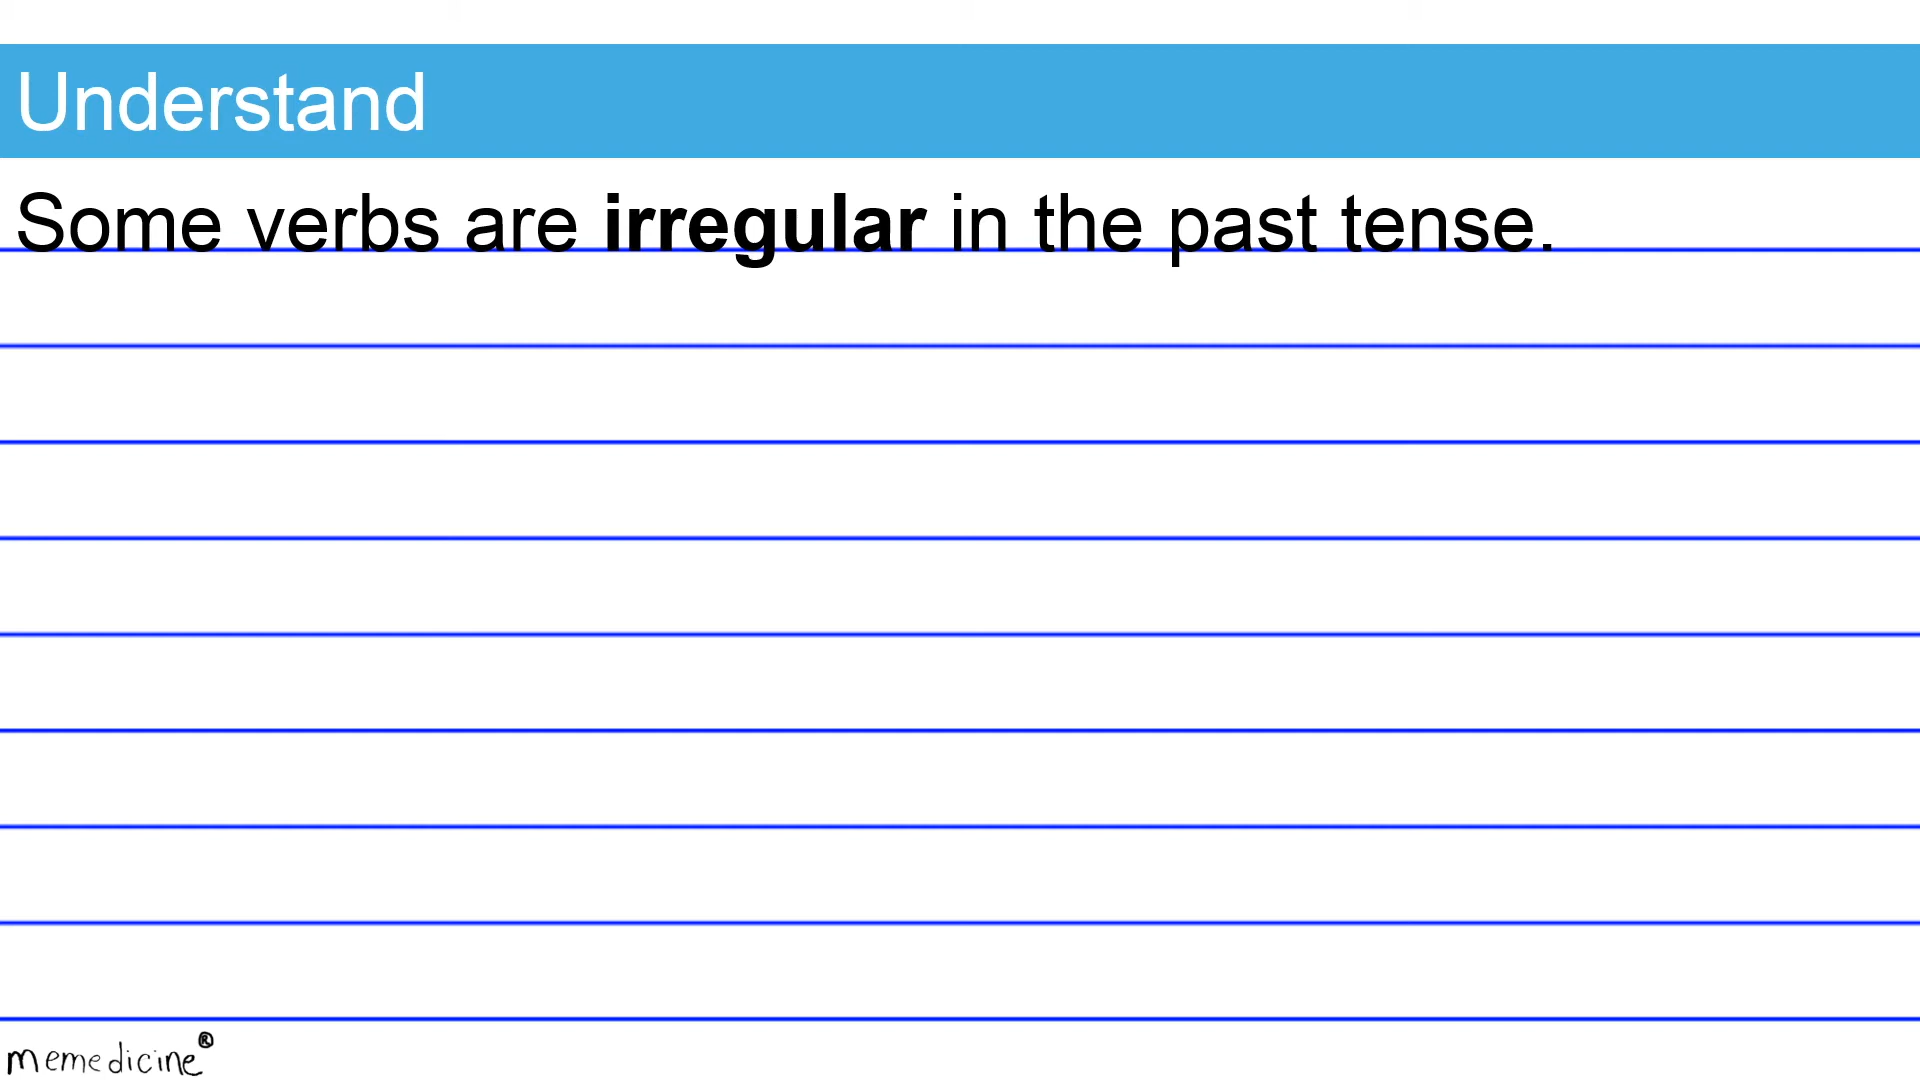 Understand
Some verbs are irregular in the past tense.
memedicine®